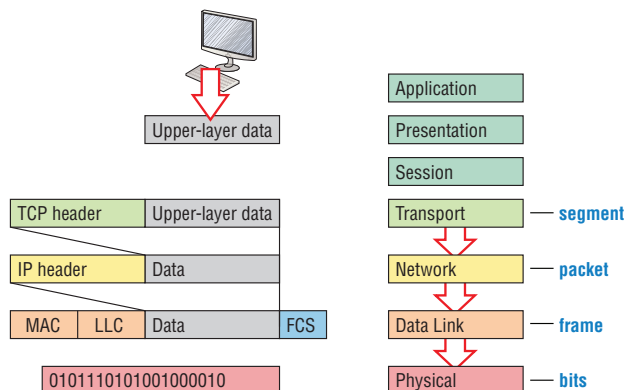 Application
Upper-layer data
Presentation
Session
TCP header Upper-layer data
Transport
segment
IP header Data
Network
packet
MAC LLC Data FCS
Data Link
frame
0101110101001000010
Physical
bits